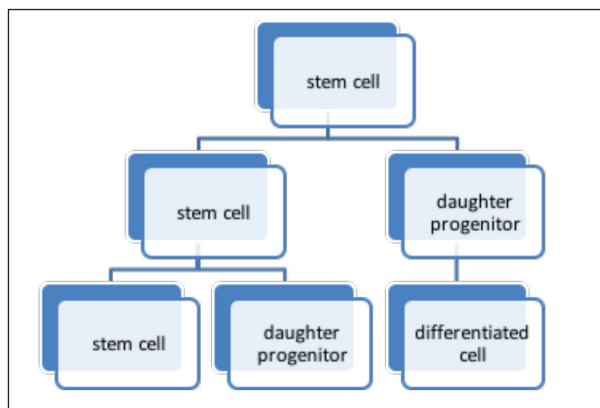 stem cell
stem cell
daughter
progenitor
stem cell
daughter
progenitor
differentiated
cell